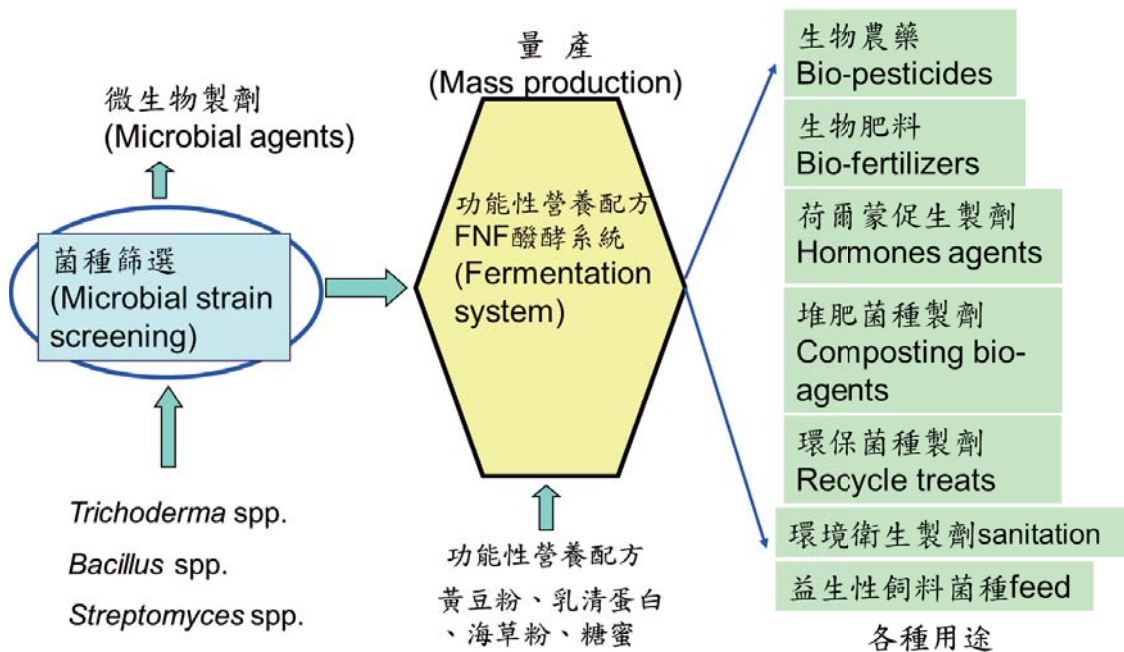 微生物製劑
(Microbial agents)
菌種篩選
(Microbial strain
screening)
Trichoderma spp.
Bacillus spp.
Streptomyces spp.
量 產
(Mass production)
功能性營養配方
FNF醱酵系統
(Fermentation
system)
功能性營養配方
黃豆粉、乳清蛋白
、海草粉、糖蜜
生物農藥
Bio-pesticides
生物肥料
Bio-fertilizers
荷爾蒙促生製劑
Hormones agents
堆肥菌種製劑
Composting bio-
agents
環保菌種製劑
Recycle treats
環境衛生製劑sanitation
益生性飼料菌種feed
各種用途